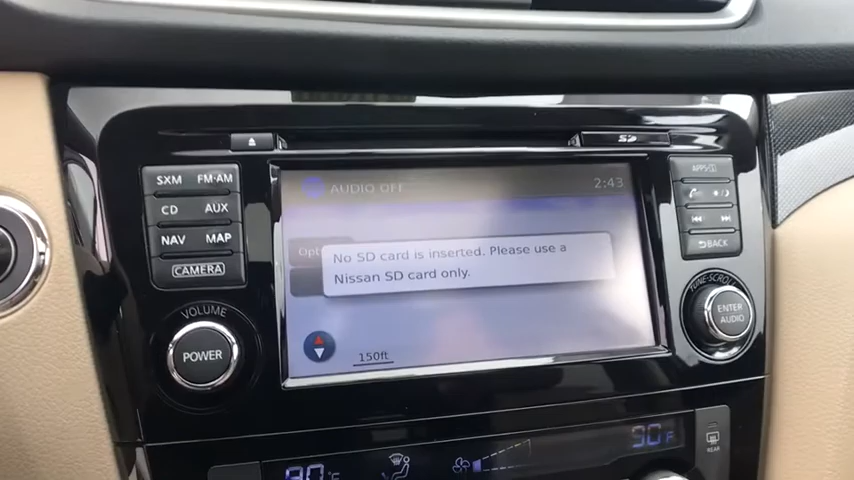 SD
SXM FM-AM
CD AUX
NAV MAP
CAMERA
VOLUME
POWER
AUDIO OFF 2:43
No SD card is inserted. Please use a
Nissan SD card only.
150ft
APPS
BACK
TUNE-SCROLL
ENTER
AUDIO
90 °F
90 F
REAR